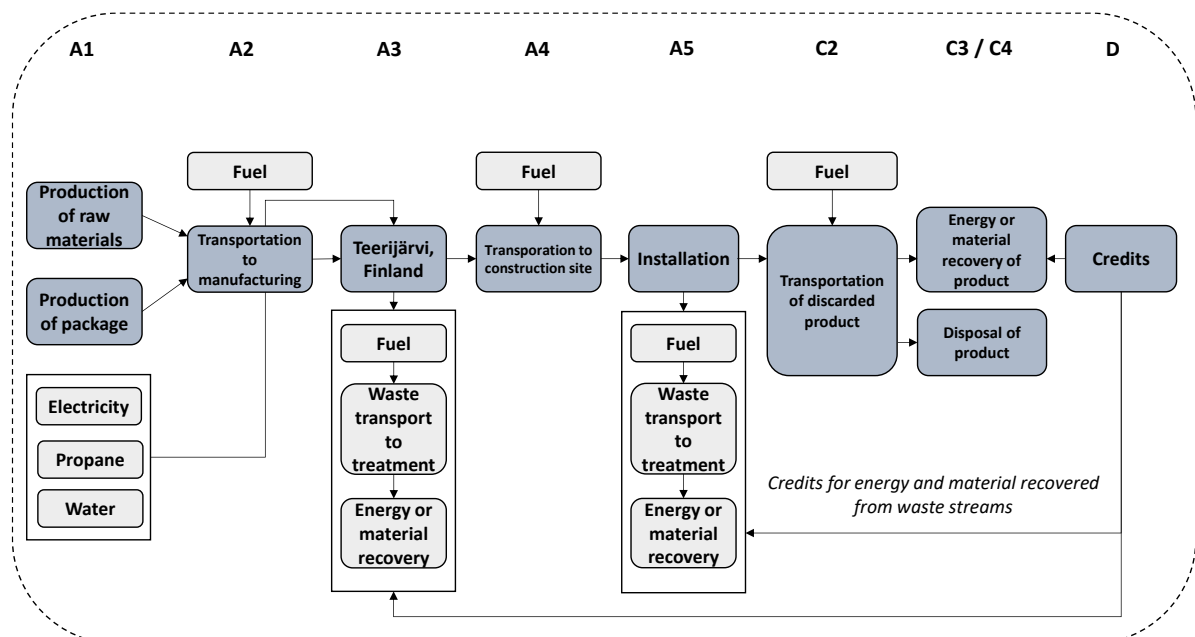 A1
A2
A3
A4
A5
C2
C3 / C4
D
Fuel
Fuel
Fuel
Production
of raw
materials
Transportation
to
manufacturing
Teerijärvi,
Finland
Transporation to
construction site
Installation
Transportation
of discarded
product
Energy or
material
recovery of
product
Credits
Production
of package
Disposal of
product
Electricity
Propane
Water
Fuel
Waste
transport
to
treatment
Energy or
material
recovery
Fuel
Waste
transport
to
treatment
Energy or
material
recovery
Credits for energy and material recovered
from waste streams